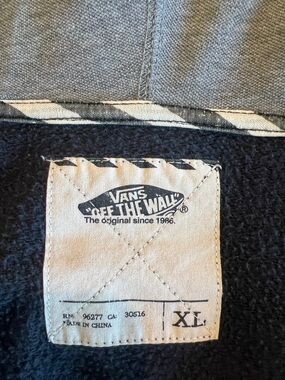 VANS
"OFF THE WALL"
The original since 1966.
RN: 96277 CA: 30516
MADE IN CHINA
XL